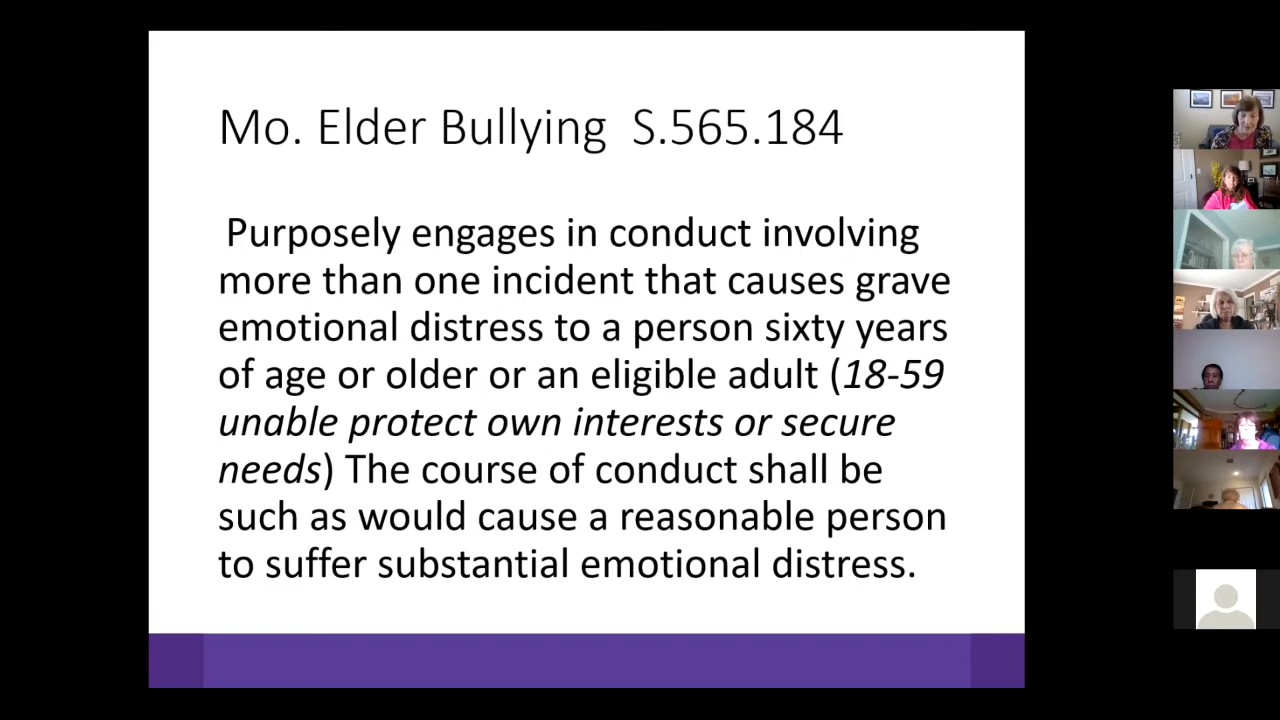 Mo. Elder Bullying S.565.184
Purposely engages in conduct involving
more than one incident that causes grave
emotional distress to a person sixty years
of age or older or an eligible adult (18-59
unable protect own interests or secure
needs) The course of conduct shall be
such as would cause a reasonable person
to suffer substantial emotional distress.